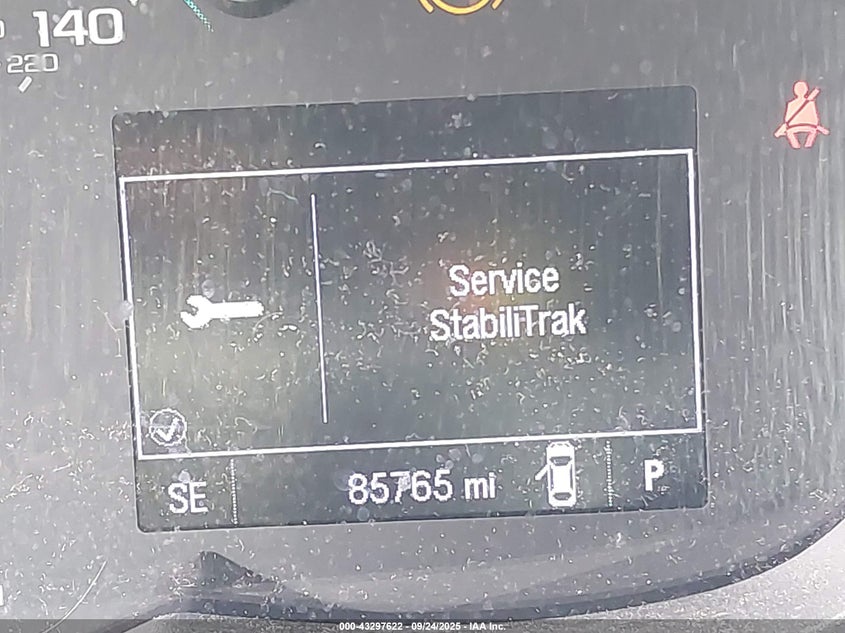 140
220
Service
StabiliTrak
SE
85765 mi
P
000-43297622 - 09/24/2025 - IAA Inc.